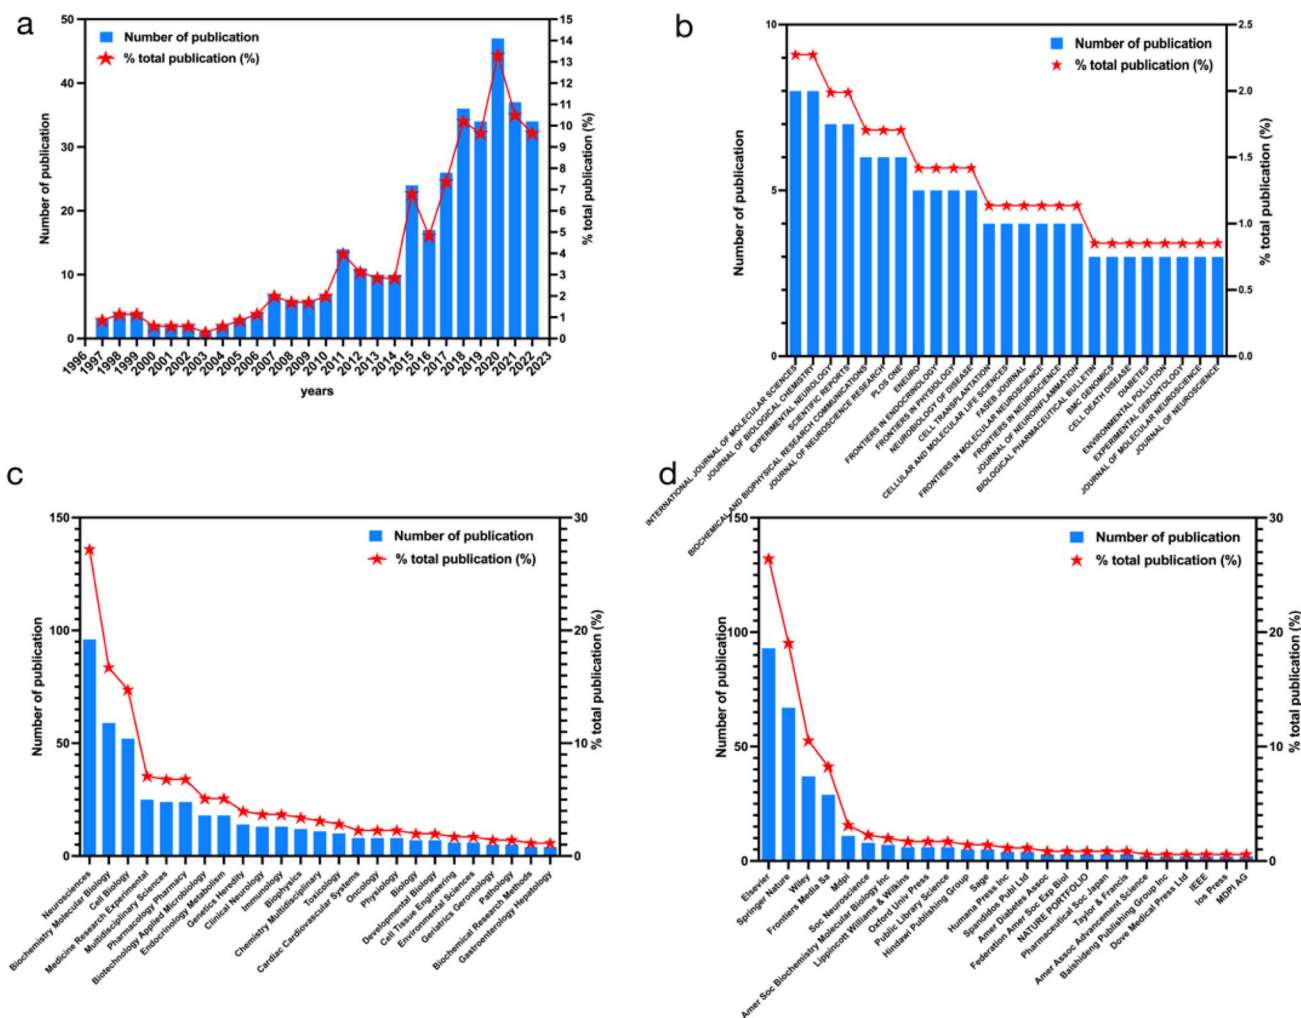 a
Number of publication
% total publication (%)
Number of publication
0
10
20
30
40
50
0
1
2
3
4
5
6
7
8
9
10
11
12
13
14
15
% total publication (%)
1996
1997
1998
1999
2000
2001
2002
2003
2004
2005
2006
2007
2008
2009
2010
2011
2012
2013
2014
2015
2016
2017
2018
2019
2020
2021
2022
2023
years
b
Number of publication
% total publication (%)
Number of publication
0
5
10
0.0
0.5
1.0
1.5
2.0
2.5
% total publication (%)
INTERNATIONAL JOURNAL OF MOLECULAR SCIENCES
JOURNAL OF BIOLOGICAL CHEMISTRY
EXPERIMENTAL NEUROLOGY
SCIENTIFIC REPORTS
BIOCHEMICAL AND BIOPHYSICAL RESEARCH COMMUNICATIONS
JOURNAL OF NEUROSCIENCE RESEARCH
PLOS ONE
ENEURO
FRONTIERS IN ENDOCRINOLOGY
FRONTIERS IN PHYSIOLOGY
NEUROBIOLOGY OF DISEASE
CELL TRANSPLANTATION
CELLULAR AND MOLECULAR LIFE SCIENCES
FASEB JOURNAL
FRONTIERS IN MOLECULAR NEUROSCIENCE
FRONTIERS IN NEUROSCIENCE
JOURNAL OF NEUROINFLAMMATION
BIOLOGICAL PHARMACEUTICAL BULLETIN
BMC GENOMICS
CELL DEATH DISEASE
DIABETES
ENVIRONMENTAL POLLUTION
EXPERIMENTAL GERONTOLOGY
JOURNAL OF MOLECULAR NEUROSCIENCE
JOURNAL OF NEUROSCIENCE
c
Number of publication
% total publication (%)
Number of publication
0
50
100
150
0
10
20
30
% total publication (%)
Neurosciences
Biochemistry Molecular Biology
Cell Biology
Medicine Research Experimental
Multidisciplinary Sciences
Pharmacology Pharmacy
Biotechnology Applied Microbiology
Endocrinology Metabolism
Genetics Heredity
Clinical Neurology
Immunology
Biophysics
Chemistry Multidisciplinary
Toxicology
Cardiac Cardiovascular Systems
Oncology
Physiology
Biology
Developmental Biology
Cell Tissue Engineering
Environmental Sciences
Geriatrics Gerontology
Pathology
Biochemical Research Methods
Gastroenterology Hepatology
d
Number of publication
% total publication (%)
Number of publication
0
50
100
150
0
10
20
30
% total publication (%)
Elsevier
Springer Nature
Wiley
Frontiers Media Sa
Mdpi
Soc Neuroscience
Amer Soc Biochemistry Molecular Biology Inc
Lippincott Williams & Wilkins
Oxford Univ Press
Public Library Science
Hindawi Publishing Group
Sage
Humana Press Inc
Spandidos Publ Ltd
Amer Diabetes Assoc
Federation Amer Soc Exp Biol
NATURE PORTFOLIO
Pharmaceutical Soc Japan
Taylor & Francis
Amer Assoc Advancement Science
Baishideng Publishing Group Inc
Dove Medical Press Ltd
IEEE
Ios Press
MDPI AG